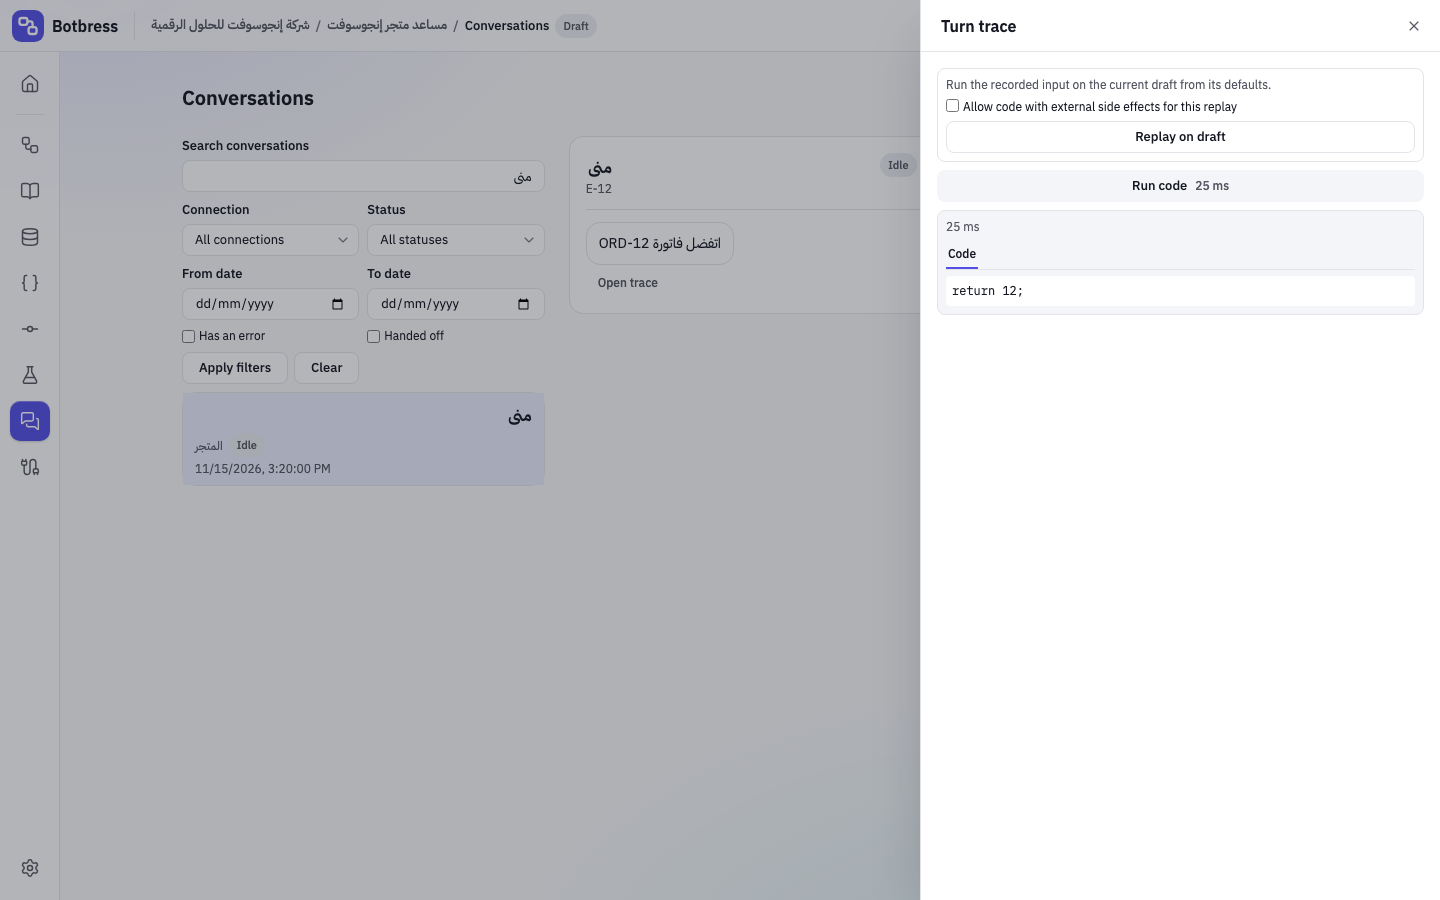 Botbress
شركة إنجوسوفت للحلول الرقمية / مساعد متجر إنجوسوفت / Conversations Draft
Conversations
Search conversations
منى
Connection Status
All connections All statuses
From date To date
dd/mm/yyyy dd/mm/yyyy
Has an error Handed off
Apply filters Clear
منى
المتجر Idle
11/15/2026, 3:20:00 PM
منى Idle
E-12
اتفضل فاتورة ORD-12
Open trace
Turn trace
Run the recorded input on the current draft from its defaults.
Allow code with external side effects for this replay
Replay on draft
Run code 25 ms
25 ms
Code
return 12;